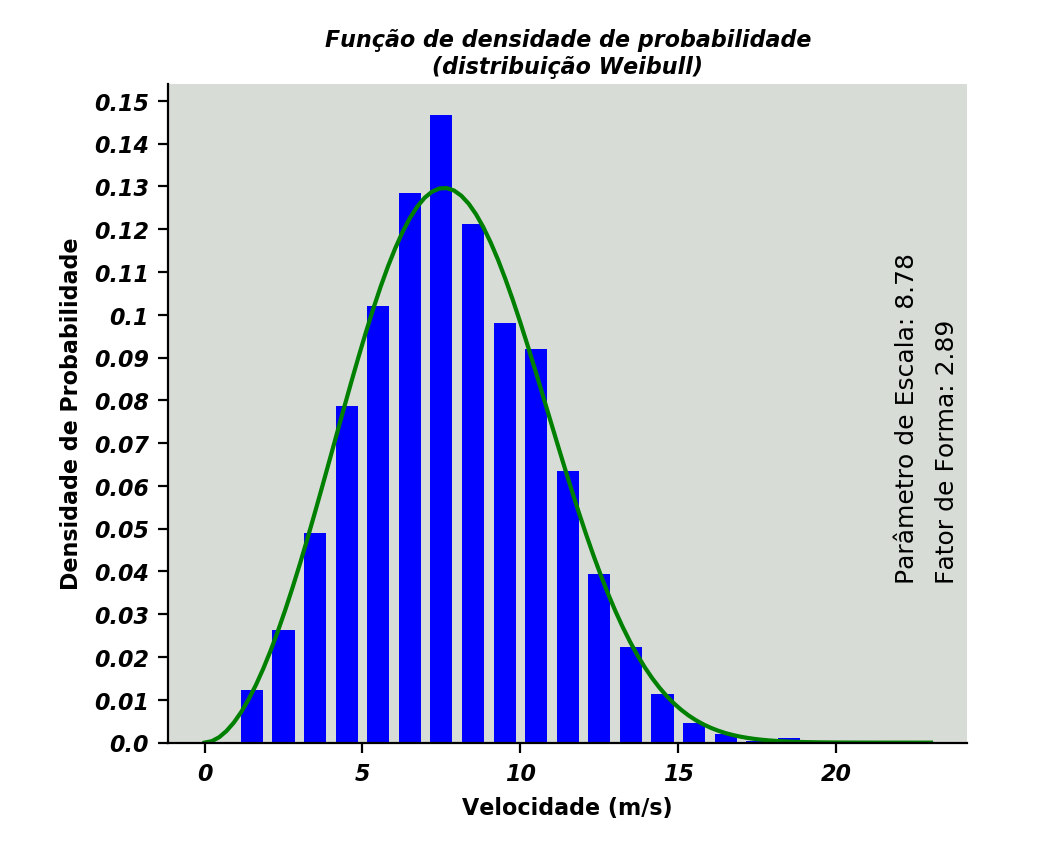 Função de densidade de probabilidade
(distribuição Weibull)
0.15
0.14
0.13
0.12
0.11
0.1
0.09
0.08
0.07
0.06
0.05
0.04
0.03
0.02
0.01
0.0
Densidade de Probabilidade
Parâmetro de Escala: 8.78
Fator de Forma: 2.89
0 5 10 15 20
Velocidade (m/s)